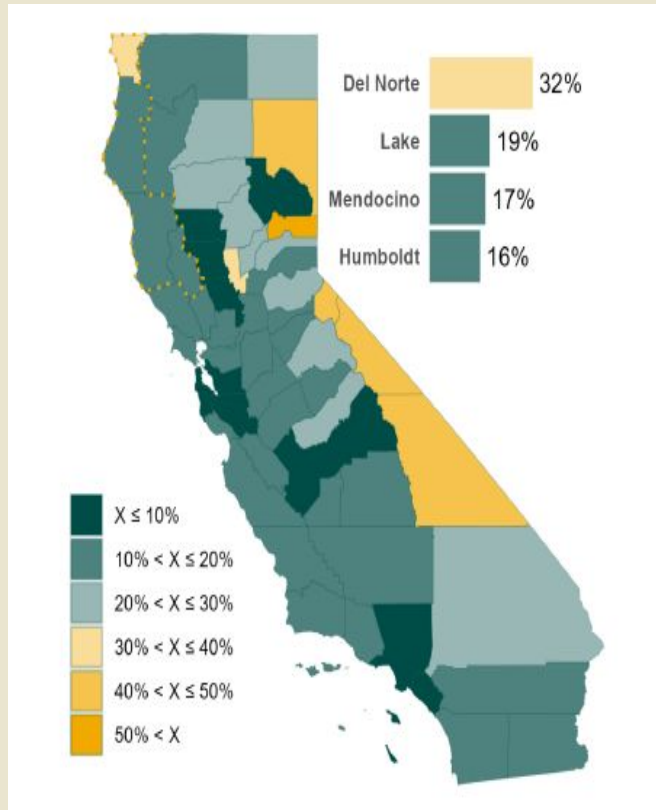 Del Norte 32%
Lake 19%
Mendocino 17%
Humboldt 16%
X ≤ 10%
10% < X ≤ 20%
20% < X ≤ 30%
30% < X ≤ 40%
40% < X ≤ 50%
50% < X